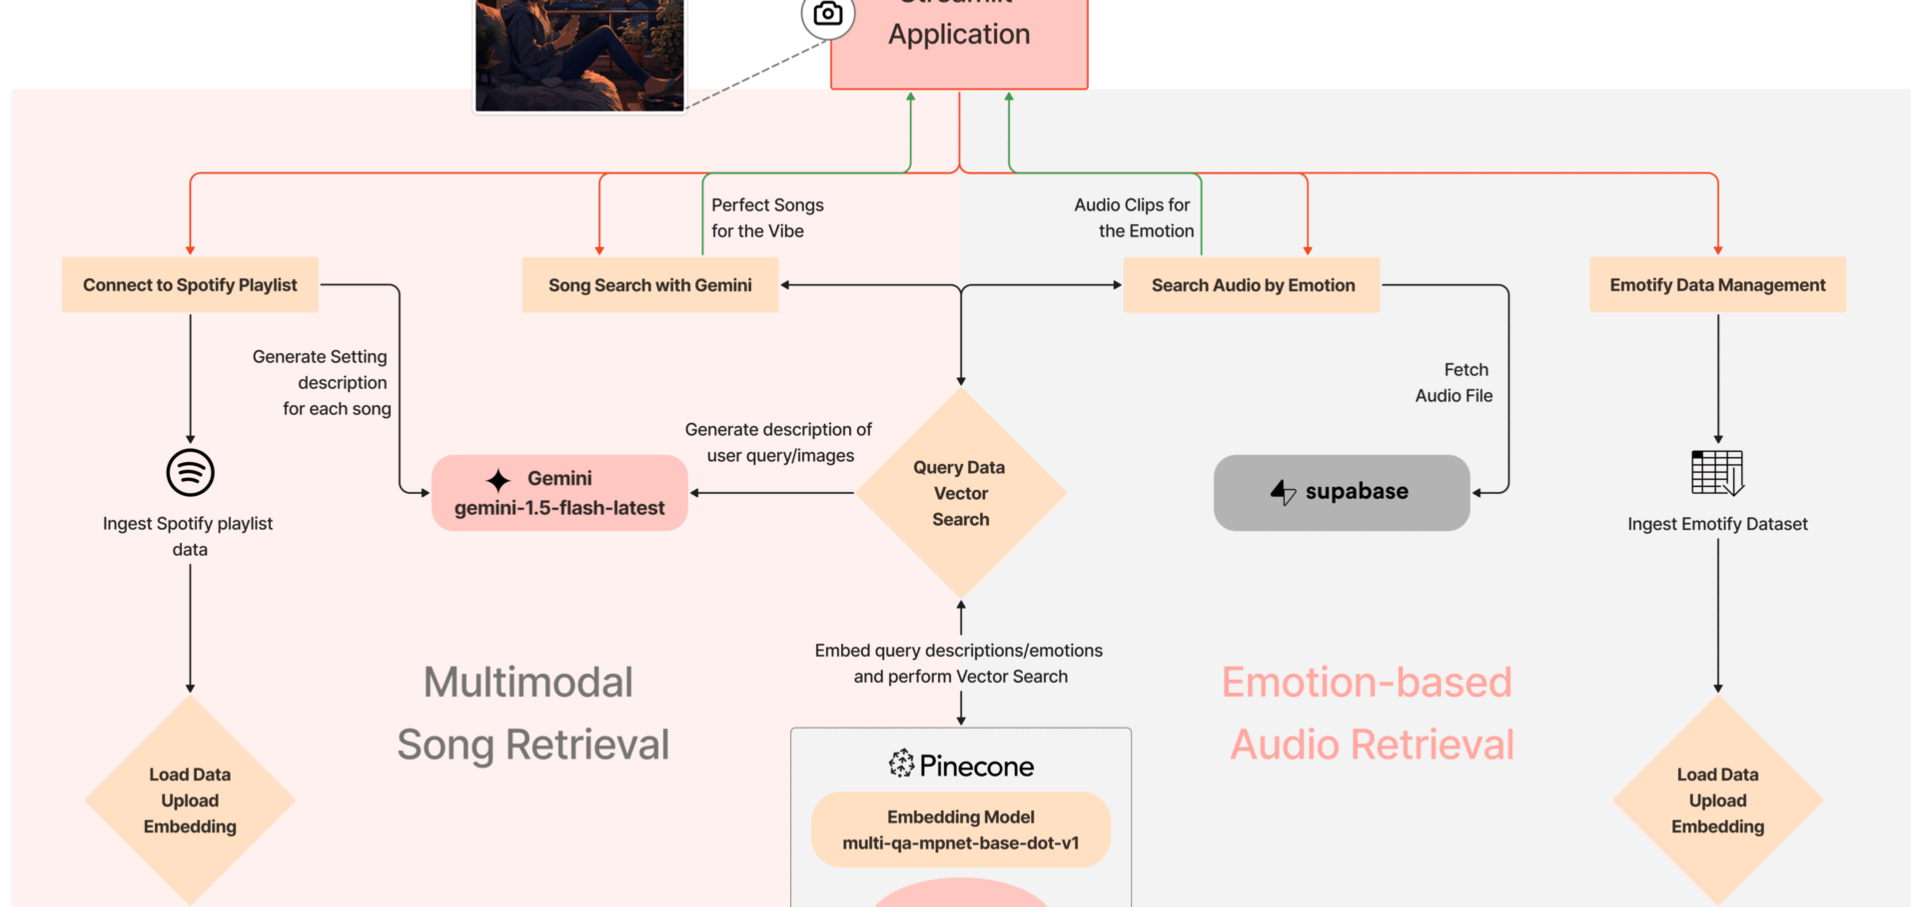 Streamlit
Application
Perfect Songs
for the Vibe
Audio Clips for
the Emotion
Connect to Spotify Playlist
Song Search with Gemini
Search Audio by Emotion
Emotify Data Management
Generate Setting
description
for each song
Fetch
Audio File
Generate description of
user query/images
Gemini
gemini-1.5-flash-latest
Query Data
Vector
Search
supabase
Ingest Spotify playlist
data
Ingest Emotify Dataset
Embed query descriptions/emotions
and perform Vector Search
Multimodal
Song Retrieval
Emotion-based
Audio Retrieval
Pinecone
Load Data
Upload
Embedding
Embedding Model
multi-qa-mpnet-base-dot-v1
Load Data
Upload
Embedding